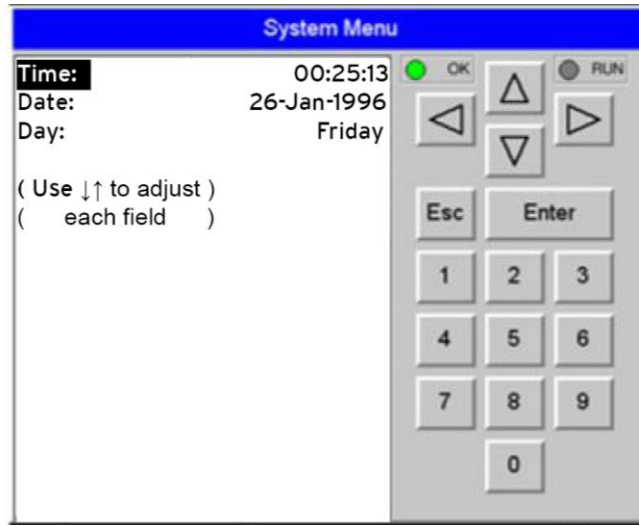 System Menu
Time: 00:25:13
Date: 26-Jan-1996
Day: Friday
( Use ↓↑ to adjust )
( each field )
OK RUN
Esc Enter
1 2 3
4 5 6
7 8 9
0